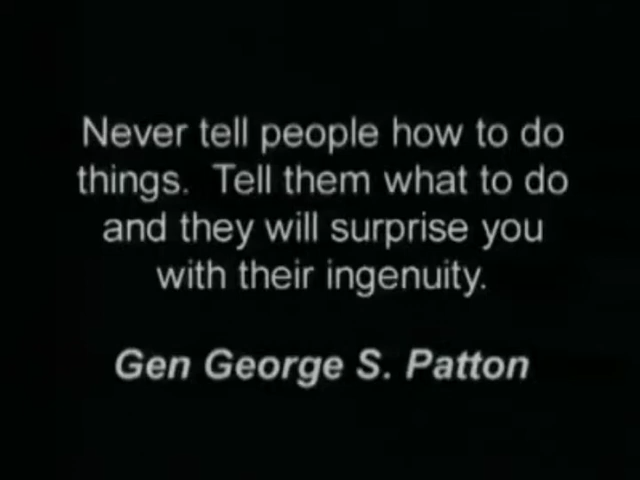 Never tell people how to do
things.  Tell them what to do
and they will surprise you
with their ingenuity.
Gen George S. Patton